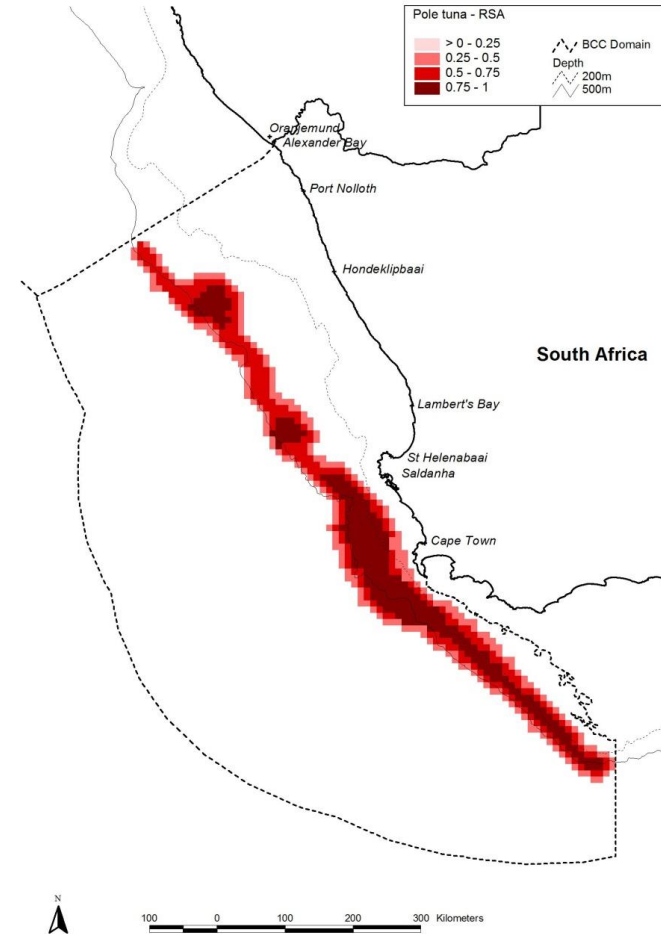 Pole tuna - RSA
> 0 - 0.25
0.25 - 0.5
0.5 - 0.75
0.75 - 1
BCC Domain
Depth
200m
500m
Oranjemund
Alexander Bay
Port Nolloth
Hondeklipbaai
South Africa
Lambert's Bay
St Helenabaai
Saldanha
Cape Town
N
100 0 100 200 300 Kilometers